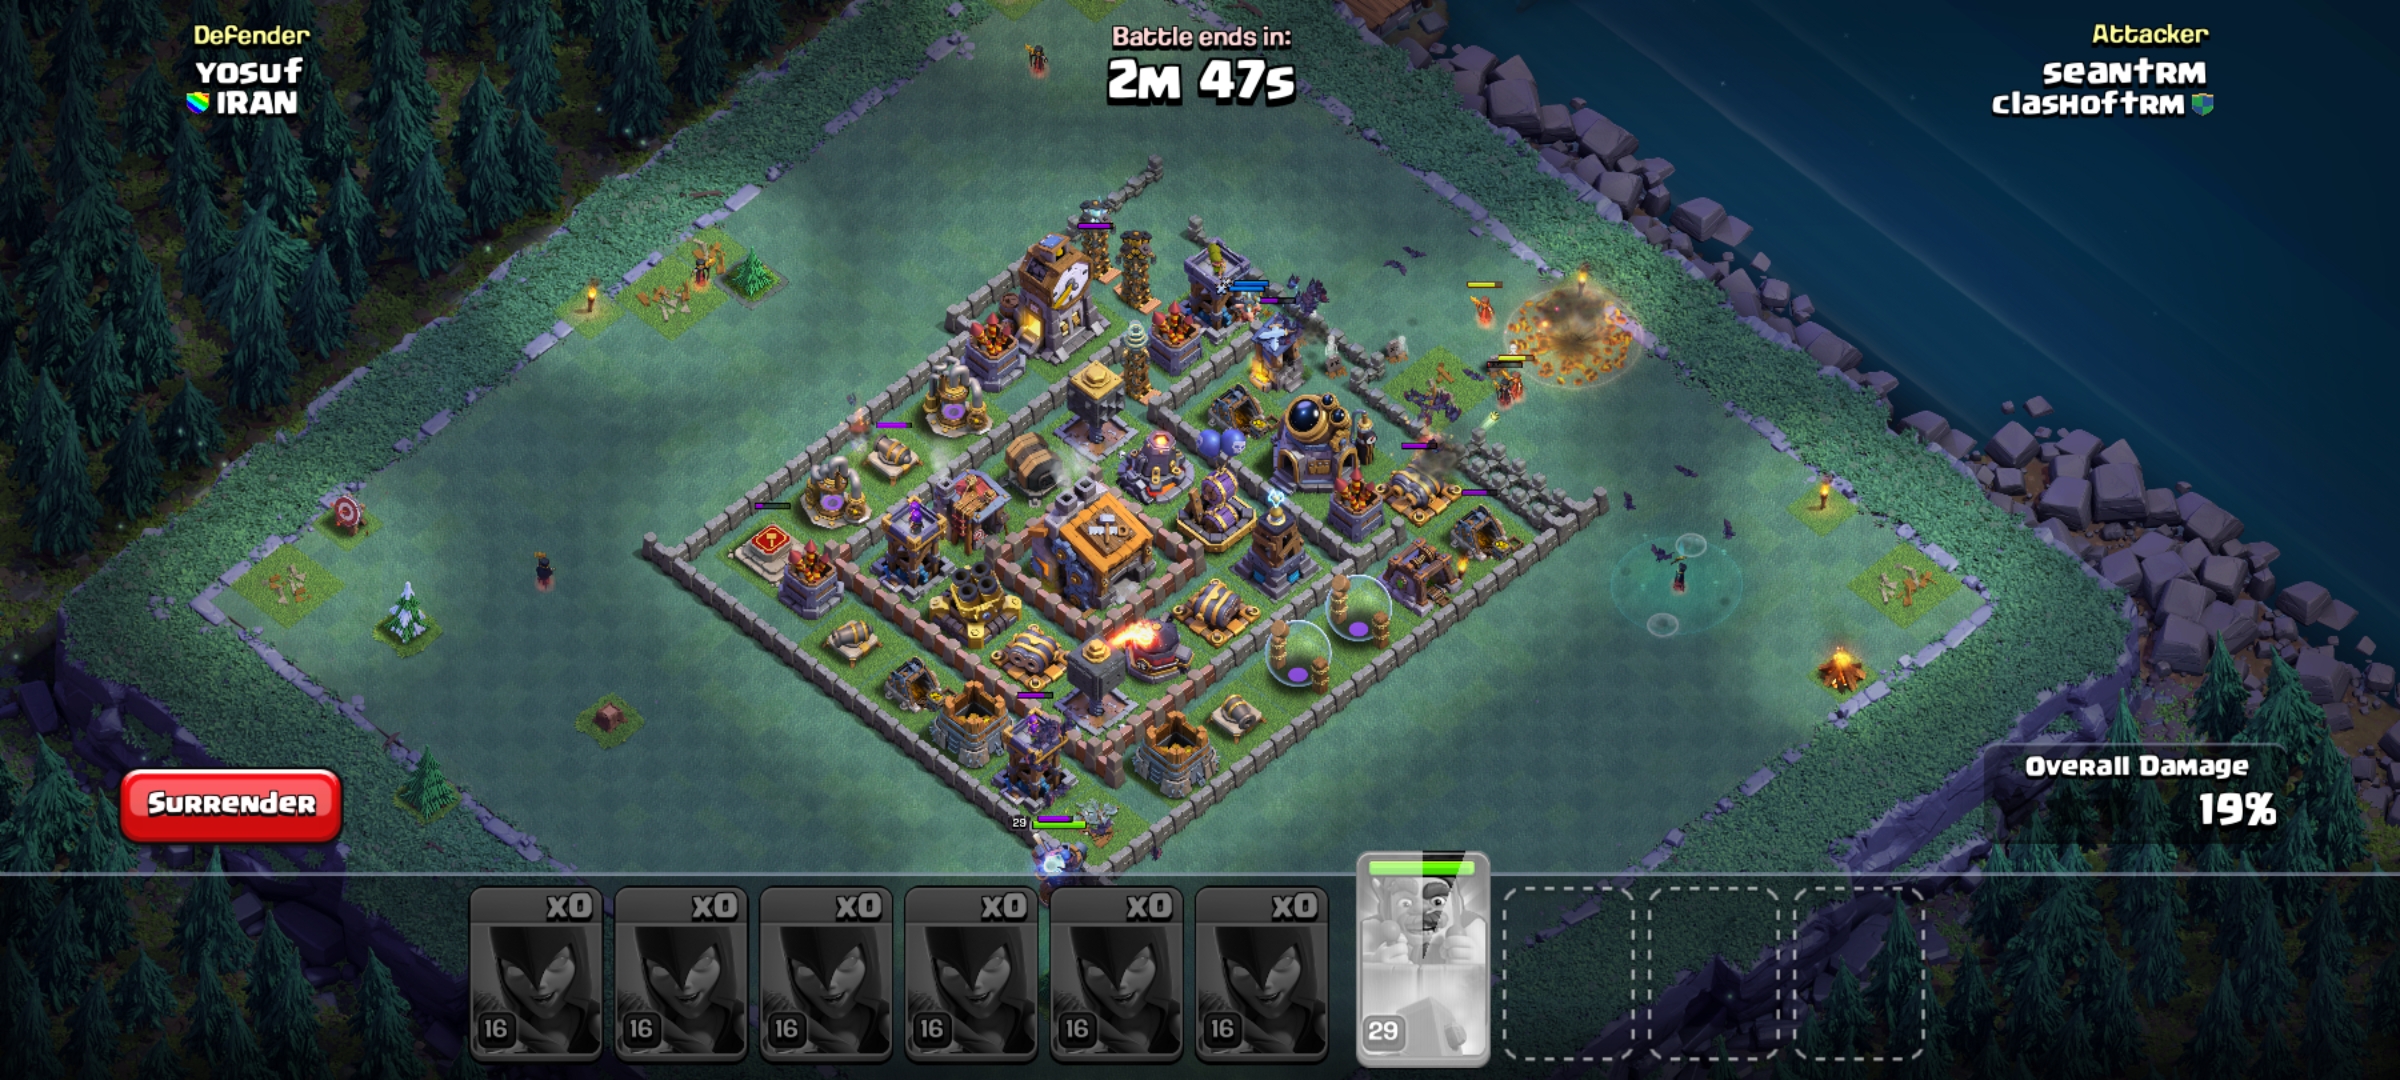 Defender
Yosuf
IRAN
Battle ends in:
2M 47s
Attacker
seantRM
clashoftRM
Surrender
Overall Damage
19%
29
x0
x0
x0
x0
x0
x0
16
16
16
16
16
16
29